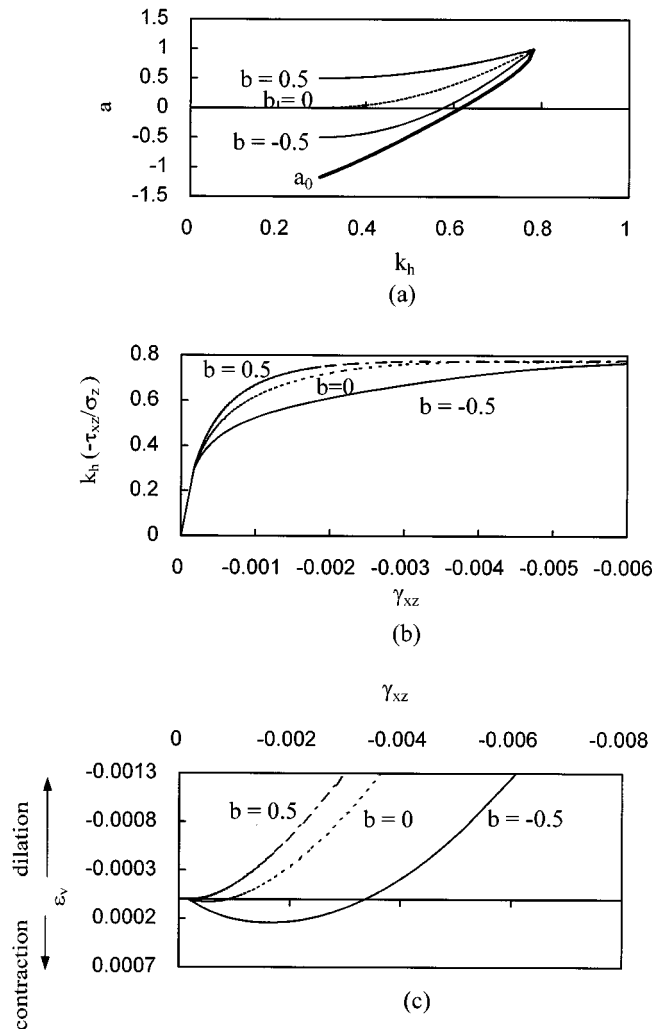 1.5
1
0.5
0
-0.5
-1
-1.5
a
b = 0.5
b = 0
b = -0.5
a₀
0 0.2 0.4 0.6 0.8 1
kₕ
(a)
0.8
0.6
0.4
0.2
0
kₕ (-τₓz/σz)
b = 0.5
b=0
b = -0.5
0 -0.001 -0.002 -0.003 -0.004 -0.005 -0.006
γₓz
(b)
γₓz
0 -0.002 -0.004 -0.006 -0.008
-0.0013
-0.0008
-0.0003
0.0002
0.0007
εᵥ
contraction dilation
b = 0.5
b = 0
b = -0.5
(c)